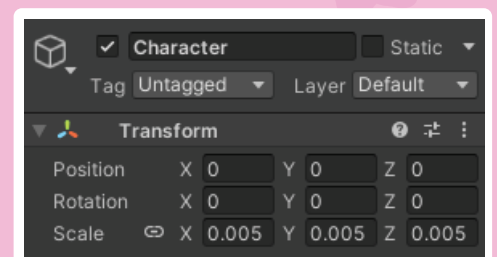 Character Static
Tag Untagged Layer Default
Transform
Position X 0 Y 0 Z 0
Rotation X 0 Y 0 Z 0
Scale X 0.005 Y 0.005 Z 0.005